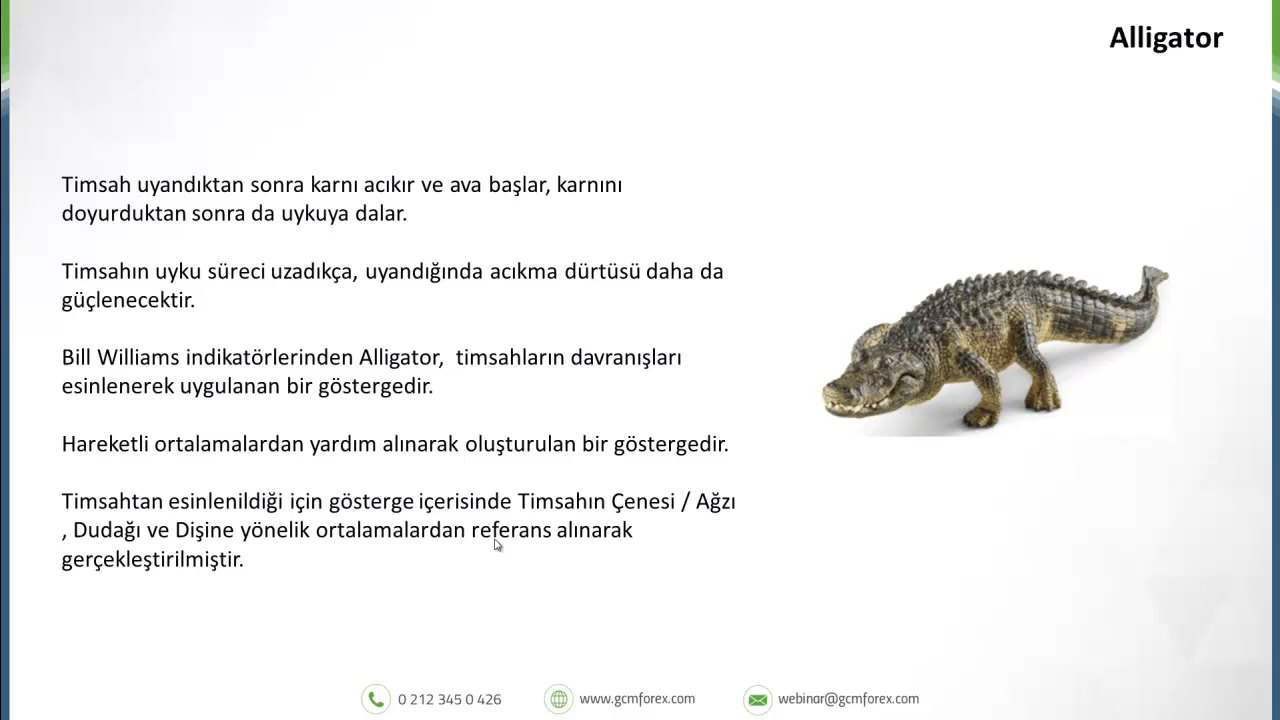 Alligator
Timsah uyandıktan sonra karnı acıkır ve ava başlar, karnını
doyurduktan sonra da uykuya dalar.
Timsahın uyku süreci uzadıkça, uyandığında acıkma dürtüsü daha da
güçlenecektir.
Bill Williams indikatörlerinden Alligator,  timsahların davranışları
esinlenerek uygulanan bir göstergedir.
Hareketli ortalamalardan yardım alınarak oluşturulan bir göstergedir.
Timsahtan esinlenildiği için gösterge içerisinde Timsahın Çenesi / Ağzı
, Dudağı ve Dişine yönelik ortalamalardan referans alınarak
gerçekleştirilmiştir.
0 212 345 0 426
www.gcmforex.com
webinar@gcmforex.com